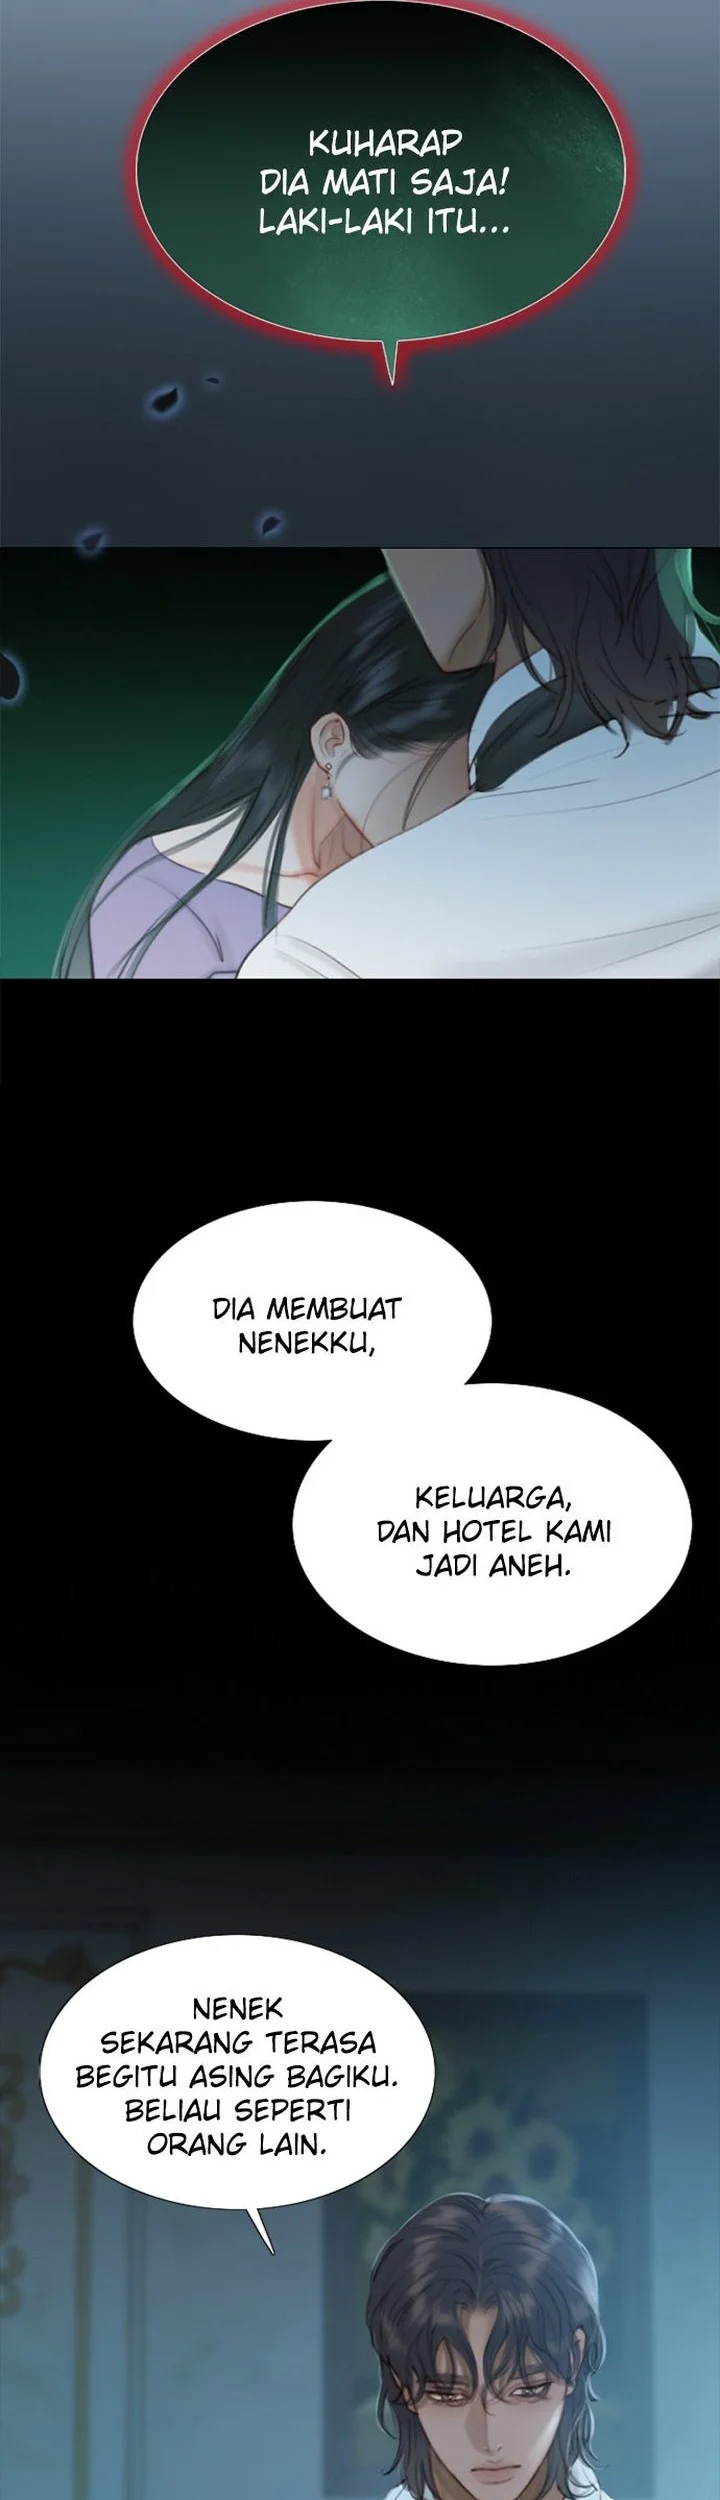 KUHARAP
DIA MATI SAJA!
LAKI-LAKI ITU...
DIA MEMBUAT
NENEKKU,
KELUARGA,
DAN HOTEL KAMI
JADI ANEH.
NENEK
SEKARANG TERASA
BEGITU ASING BAGIKU.
BELIAU SEPERTI
ORANG LAIN.